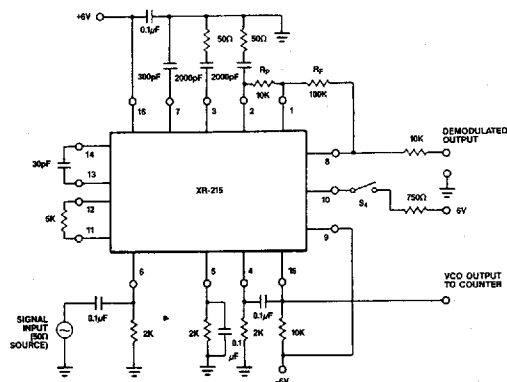 +6V
0.1μF
50Ω
50Ω
300pF
2000pF
2000pF
RP
10K
RF
100K
16
7
3
2
1
DEMODULATED
OUTPUT
10K
8
14
30pF
13
XR-215
10
S4
750Ω
6V
12
5K
11
9
6
5
4
15
VCO OUTPUT
TO COUNTER
0.1μF
0.1μF
SIGNAL
INPUT
(50Ω
SOURCE)
2K
2K
0.1
μF
2K
10K
-6V